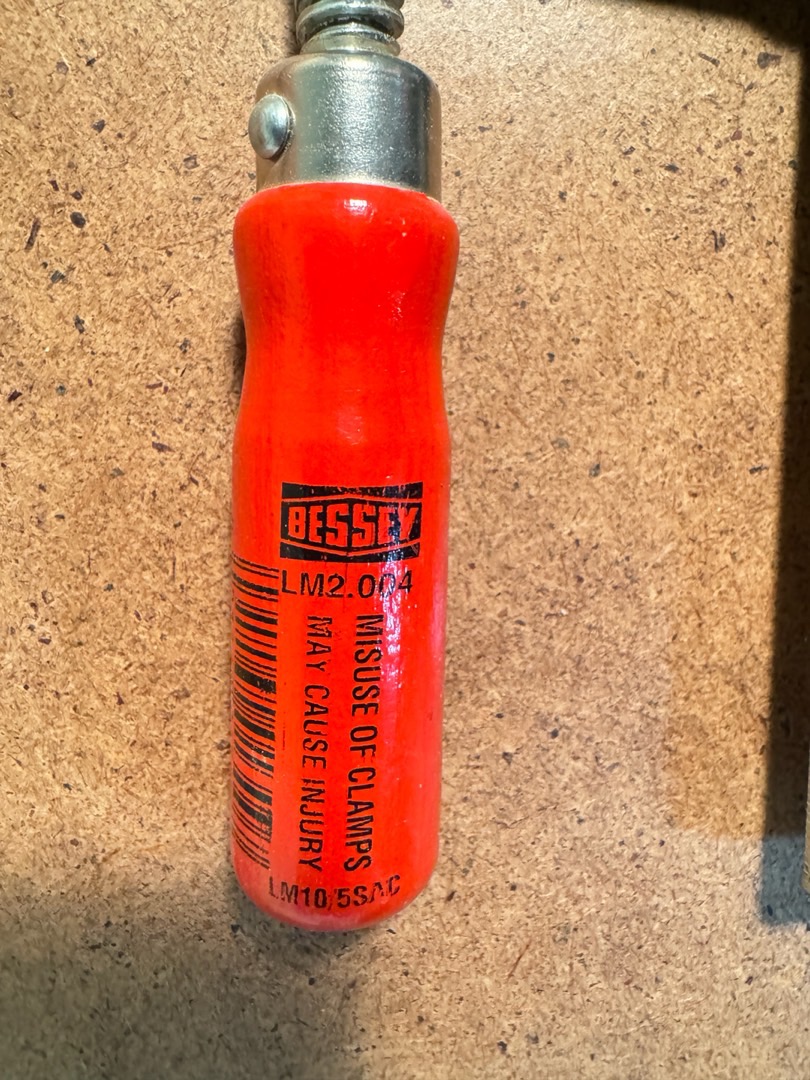 BESSEY
LM2.004
MISUSE OF CLAMPS
MAY CAUSE INJURY
LM10/5SAC